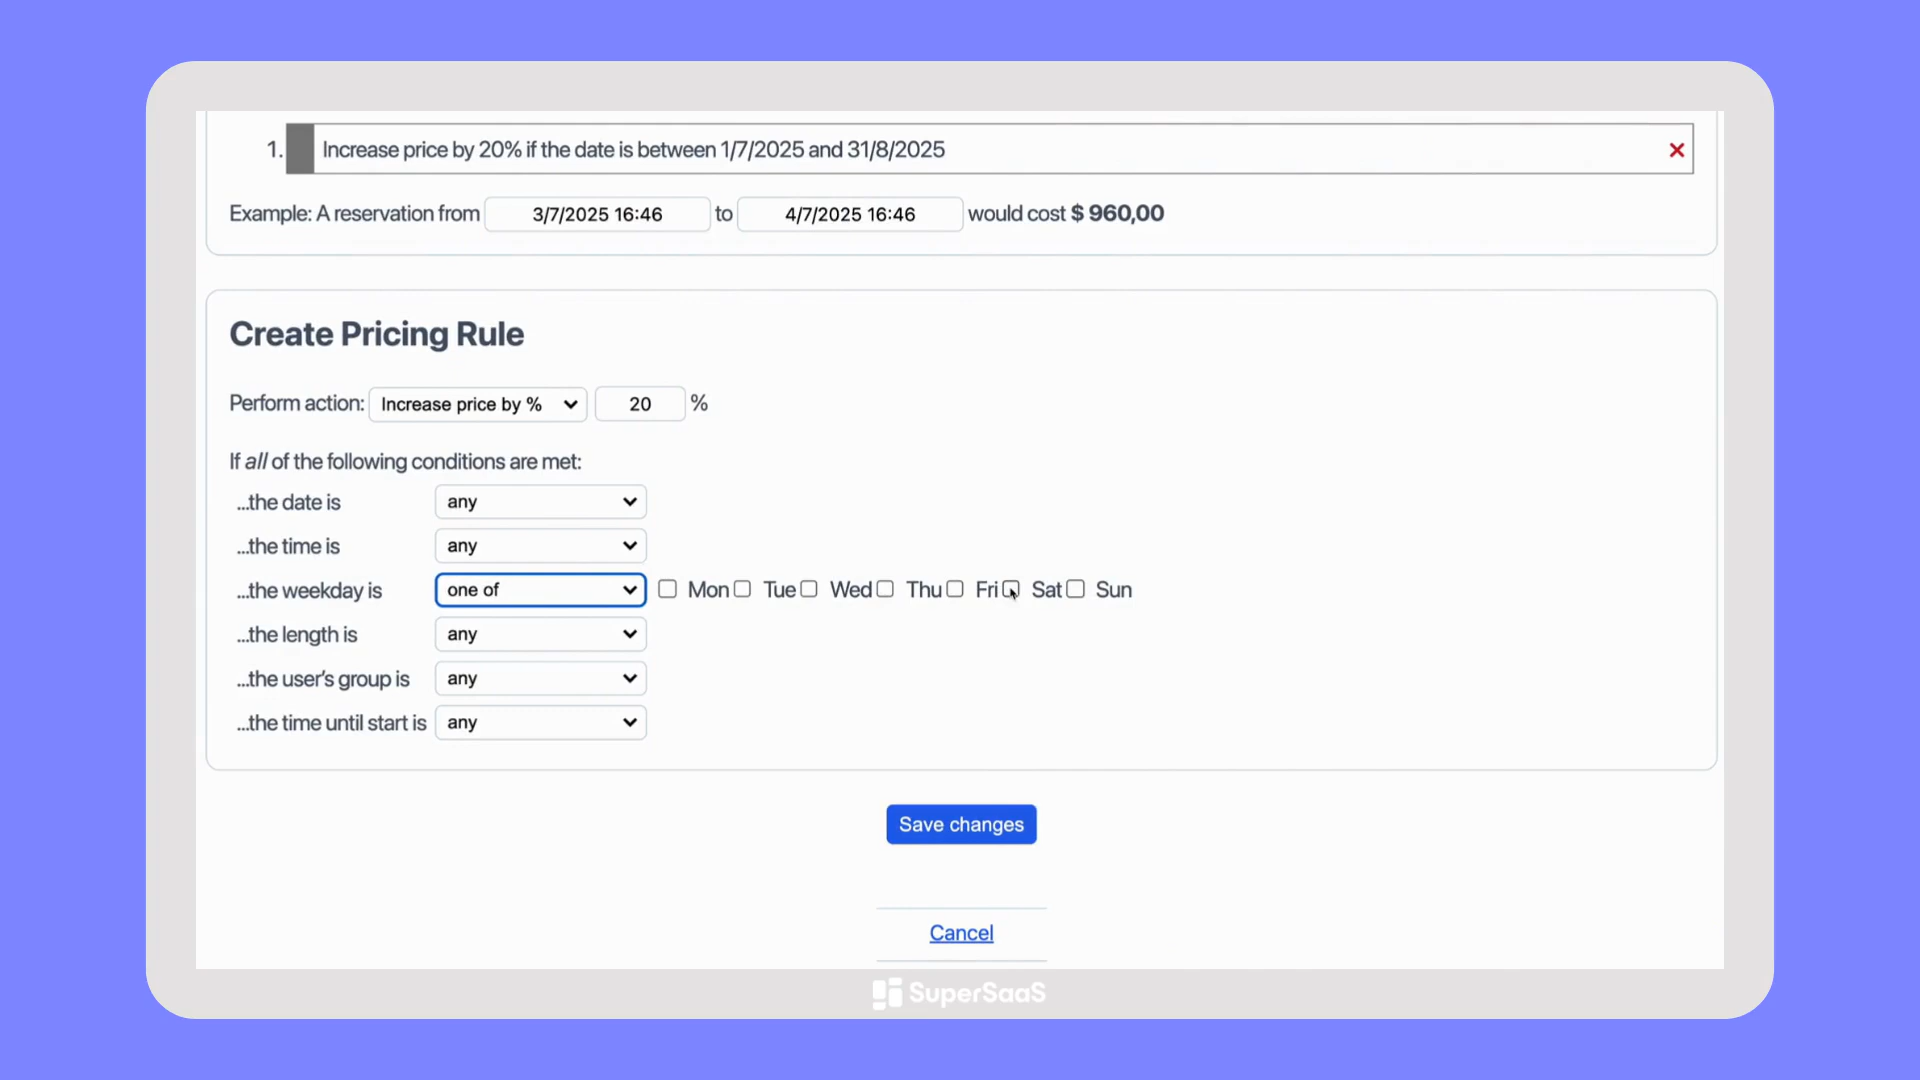 1. Increase price by 20% if the date is between 1/7/2025 and 31/8/2025
Example: A reservation from 3/7/2025 16:46 to 4/7/2025 16:46 would cost $ 960,00
Create Pricing Rule
Perform action: Increase price by % 20 %
If all of the following conditions are met:
...the date is any
...the time is any
...the weekday is one of Mon Tue Wed Thu Fri Sat Sun
...the length is any
...the user's group is any
...the time until start is any
Save changes
Cancel
SuperSaaS